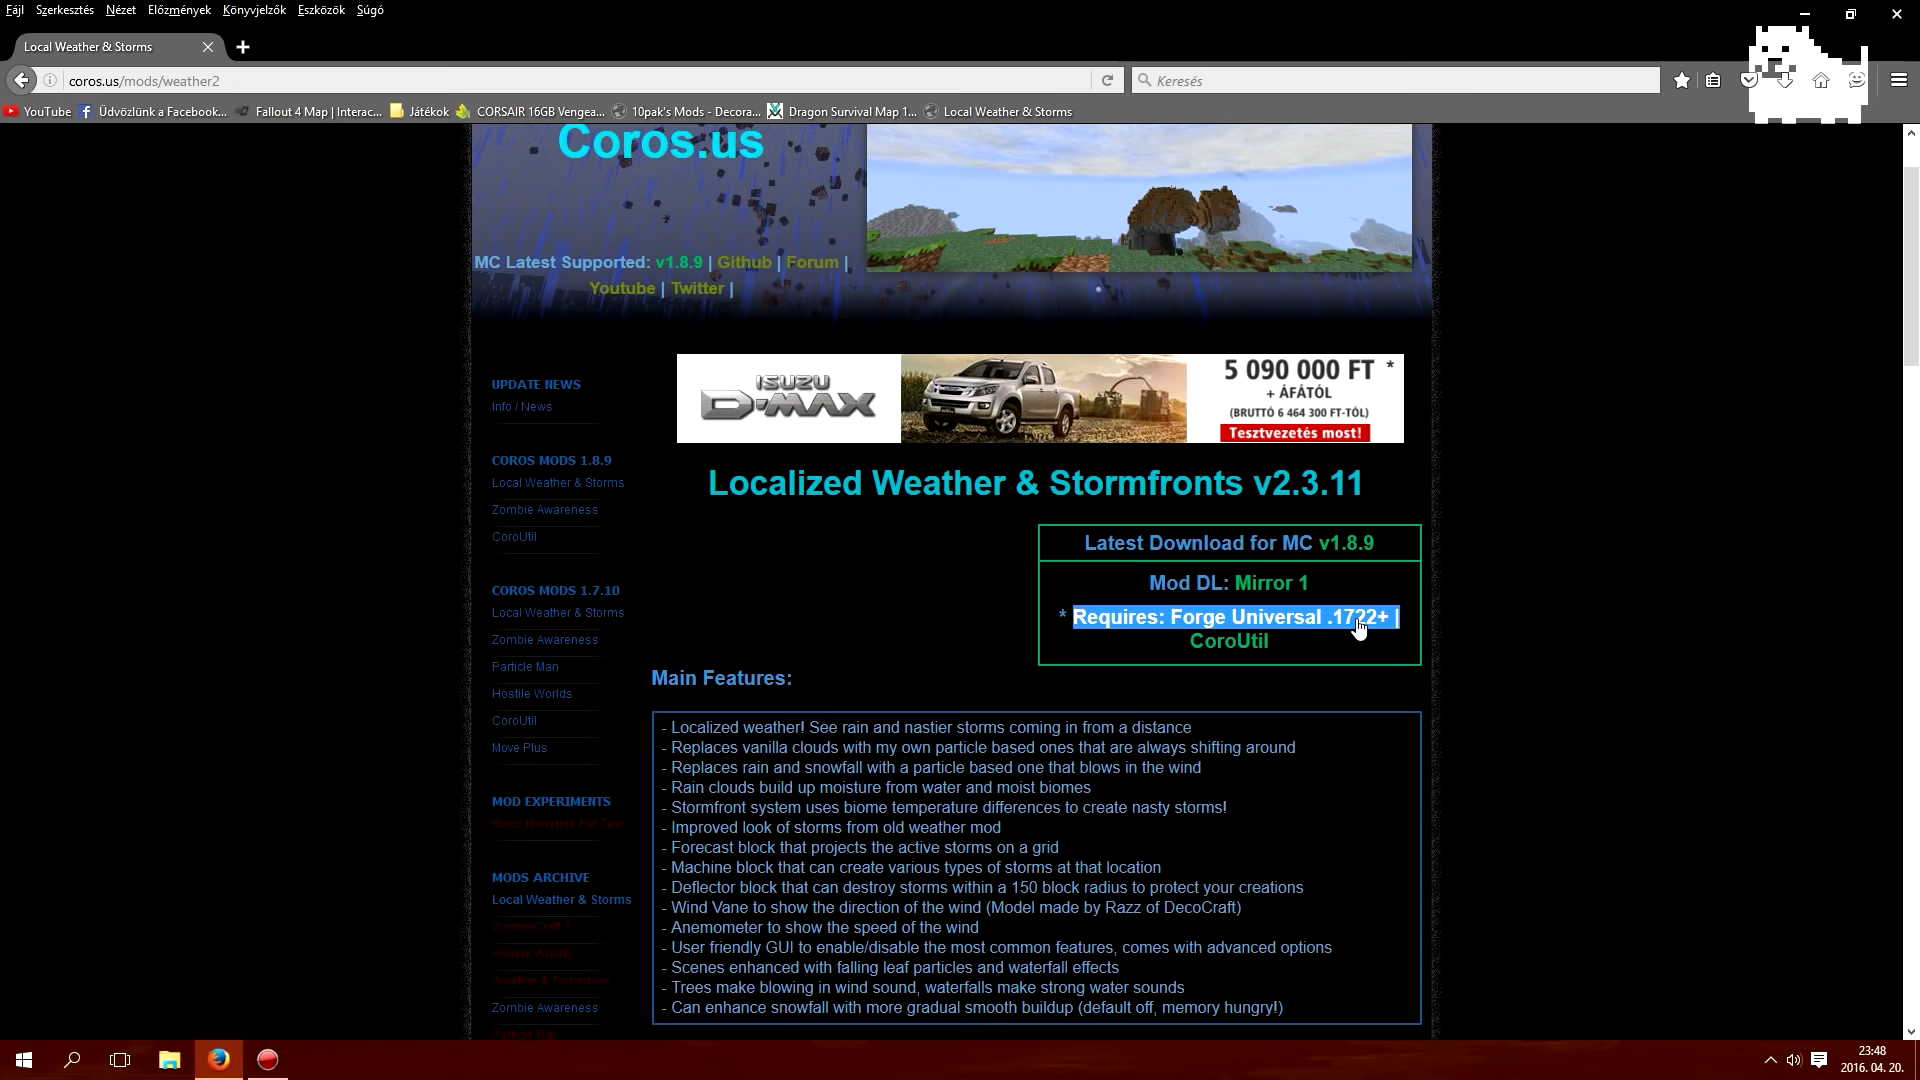 Fájl Szerkesztés Nézet Előzmények Könyvjelzők Eszközök Súgó
Local Weather & Storms
coros.us/mods/weather2
Keresés
YouTube Üdvözlünk a Facebook... Fallout 4 Map | Interac... Játékok CORSAIR 16GB Vengea... 10pak's Mods - Decora... Dragon Survival Map 1... Local Weather & Storms
Coros.us
MC Latest Supported: v1.8.9 | Github | Forum |
Youtube | Twitter |
ISUZU
D-MAX
5 090 000 FT *
+ ÁFÁTÓL
(BRUTTÓ 6 464 300 FT-TÓL)
Tesztvezetés most!
UPDATE NEWS
Info / News
COROS MODS 1.8.9
Local Weather & Storms
Zombie Awareness
CoroUtil
COROS MODS 1.7.10
Local Weather & Storms
Zombie Awareness
Particle Man
Hostile Worlds
CoroUtil
Move Plus
MOD EXPERIMENTS
MODS ARCHIVE
Local Weather & Storms
Zombie Awareness
Localized Weather & Stormfronts v2.3.11
Latest Download for MC v1.8.9
Mod DL: Mirror 1
* Requires: Forge Universal .1722+ |
CoroUtil
Main Features:
- Localized weather! See rain and nastier storms coming in from a distance
- Replaces vanilla clouds with my own particle based ones that are always shifting around
- Replaces rain and snowfall with a particle based one that blows in the wind
- Rain clouds build up moisture from water and moist biomes
- Stormfront system uses biome temperature differences to create nasty storms!
- Improved look of storms from old weather mod
- Forecast block that projects the active storms on a grid
- Machine block that can create various types of storms at that location
- Deflector block that can destroy storms within a 150 block radius to protect your creations
- Wind Vane to show the direction of the wind (Model made by Razz of DecoCraft)
- Anemometer to show the speed of the wind
- User friendly GUI to enable/disable the most common features, comes with advanced options
- Scenes enhanced with falling leaf particles and waterfall effects
- Trees make blowing in wind sound, waterfalls make strong water sounds
- Can enhance snowfall with more gradual smooth buildup (default off, memory hungry!)
23:48
2016. 04. 20.